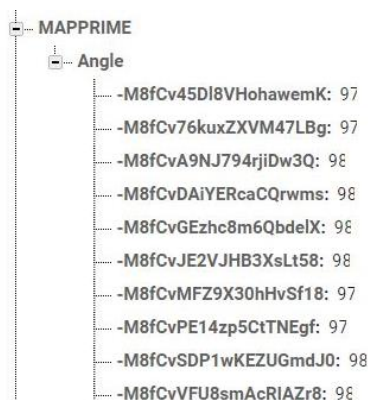 MAPPRIME
Angle
-M8fCv45Dl8VHohawemK: 97
-M8fCv76kuxZXVM47LBg: 97
-M8fCvA9NJ794rjiDw3Q: 98
-M8fCvDAiYERcaCQrwms: 98
-M8fCvGEzhc8m6QbdelX: 98
-M8fCvJE2VJHB3XsLt58: 98
-M8fCvMFZ9X30hHvSf18: 97
-M8fCvPE14zp5CtTNEgf: 97
-M8fCvSDP1wKEZUGmdJ0: 98
-M8fCvVFU8smAcRIAZr8: 98